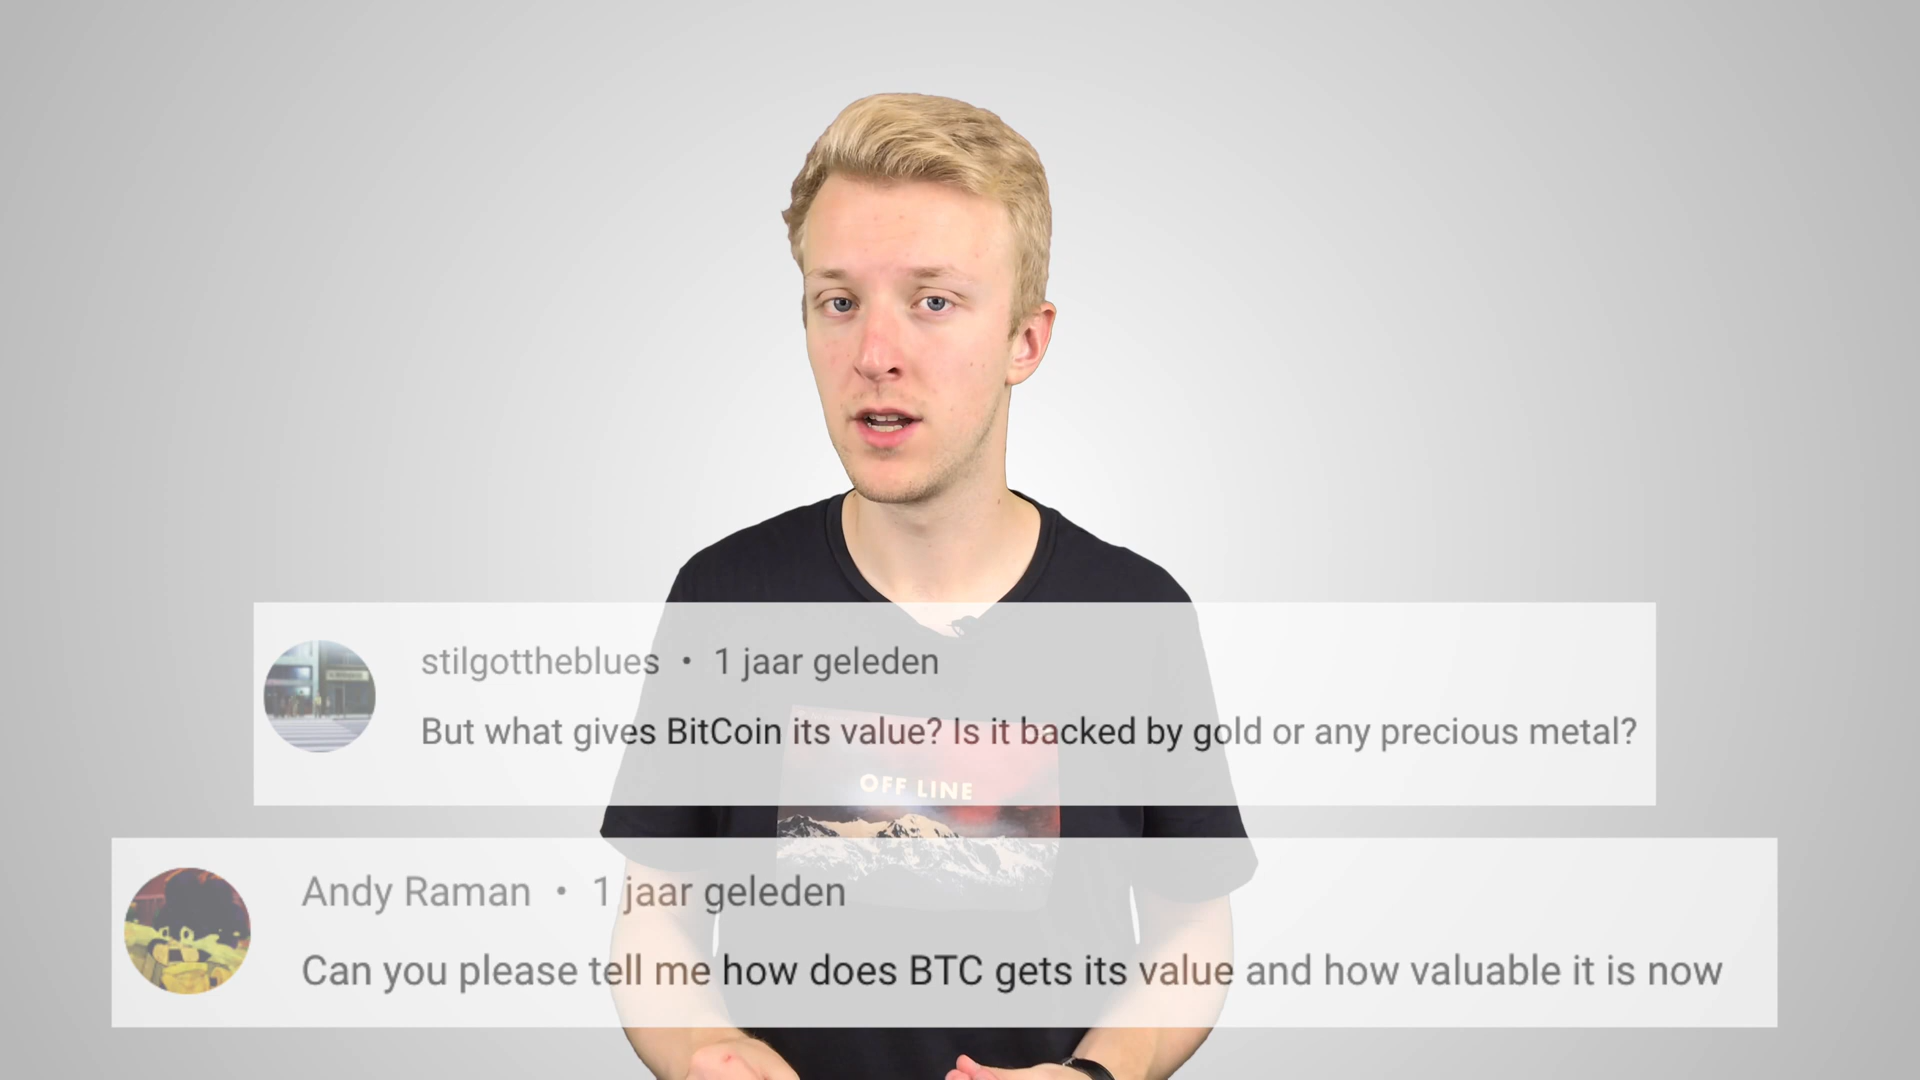 stilgottheblues • 1 jaar geleden
But what gives BitCoin its value? Is it backed by gold or any precious metal?
OFF LINE
Andy Raman • 1 jaar geleden
Can you please tell me how does BTC gets its value and how valuable it is now